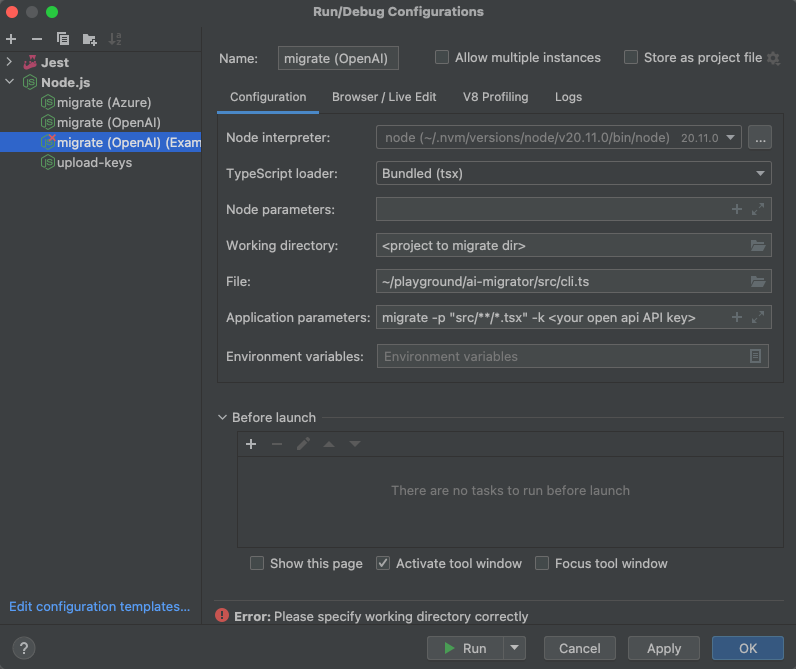 Run/Debug Configurations
Jest
Node.js
migrate (Azure)
migrate (OpenAI)
migrate (OpenAI) (Exam
upload-keys
Edit configuration templates...
Name: migrate (OpenAI) Allow multiple instances Store as project file
Configuration Browser / Live Edit V8 Profiling Logs
Node interpreter: node (~/.nvm/versions/node/v20.11.0/bin/node) 20.11.0 ...
TypeScript loader: Bundled (tsx)
Node parameters:
Working directory: <project to migrate dir>
File: ~/playground/ai-migrator/src/cli.ts
Application parameters: migrate -p "src/**/*.tsx" -k <your open api API key>
Environment variables: Environment variables
Before launch
There are no tasks to run before launch
Show this page Activate tool window Focus tool window
Error: Please specify working directory correctly
? Run Cancel Apply OK